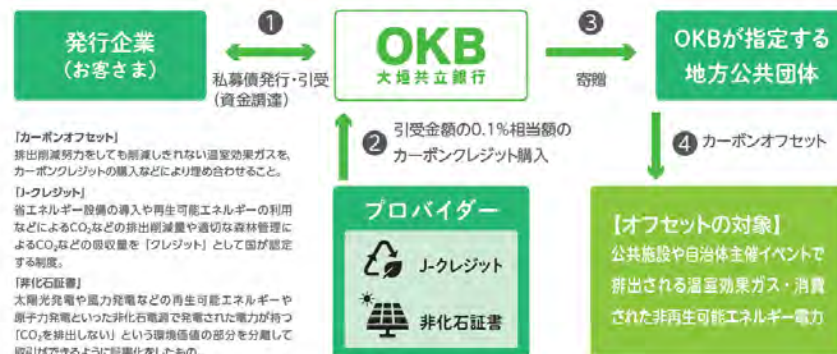 発行企業
(お客さま)
❶
私募債発行・引受
(資金調達)
OKB
大垣共立銀行
❸
寄贈
OKBが指定する
地方公共団体
❷
引受金額の0.1%相当額の
カーボンクレジット購入
❹ カーボンオフセット
「カーボンオフセット」
排出削減努力をしても削減しきれない温室効果ガスを、
カーボンクレジットの購入などにより埋め合わせること。
「J-クレジット」
省エネルギー設備の導入や再生可能エネルギーの利用
などによるCO₂などの排出削減量や適切な森林管理に
よるCO₂などの吸収量を「クレジット」として国が認定
する制度。
「非化石証書」
太陽光発電や風力発電などの再生可能エネルギーや
原子力発電といった非化石電源で発電された電力が持つ
「CO₂を排出しない」という環境価値の部分を分離して
取引ができるように証書化をしたもの
プロバイダー
J-クレジット
非化石証書
【オフセットの対象】
公共施設や自治体主催イベントで
排出される温室効果ガス・消費
された非再生可能エネルギー電力